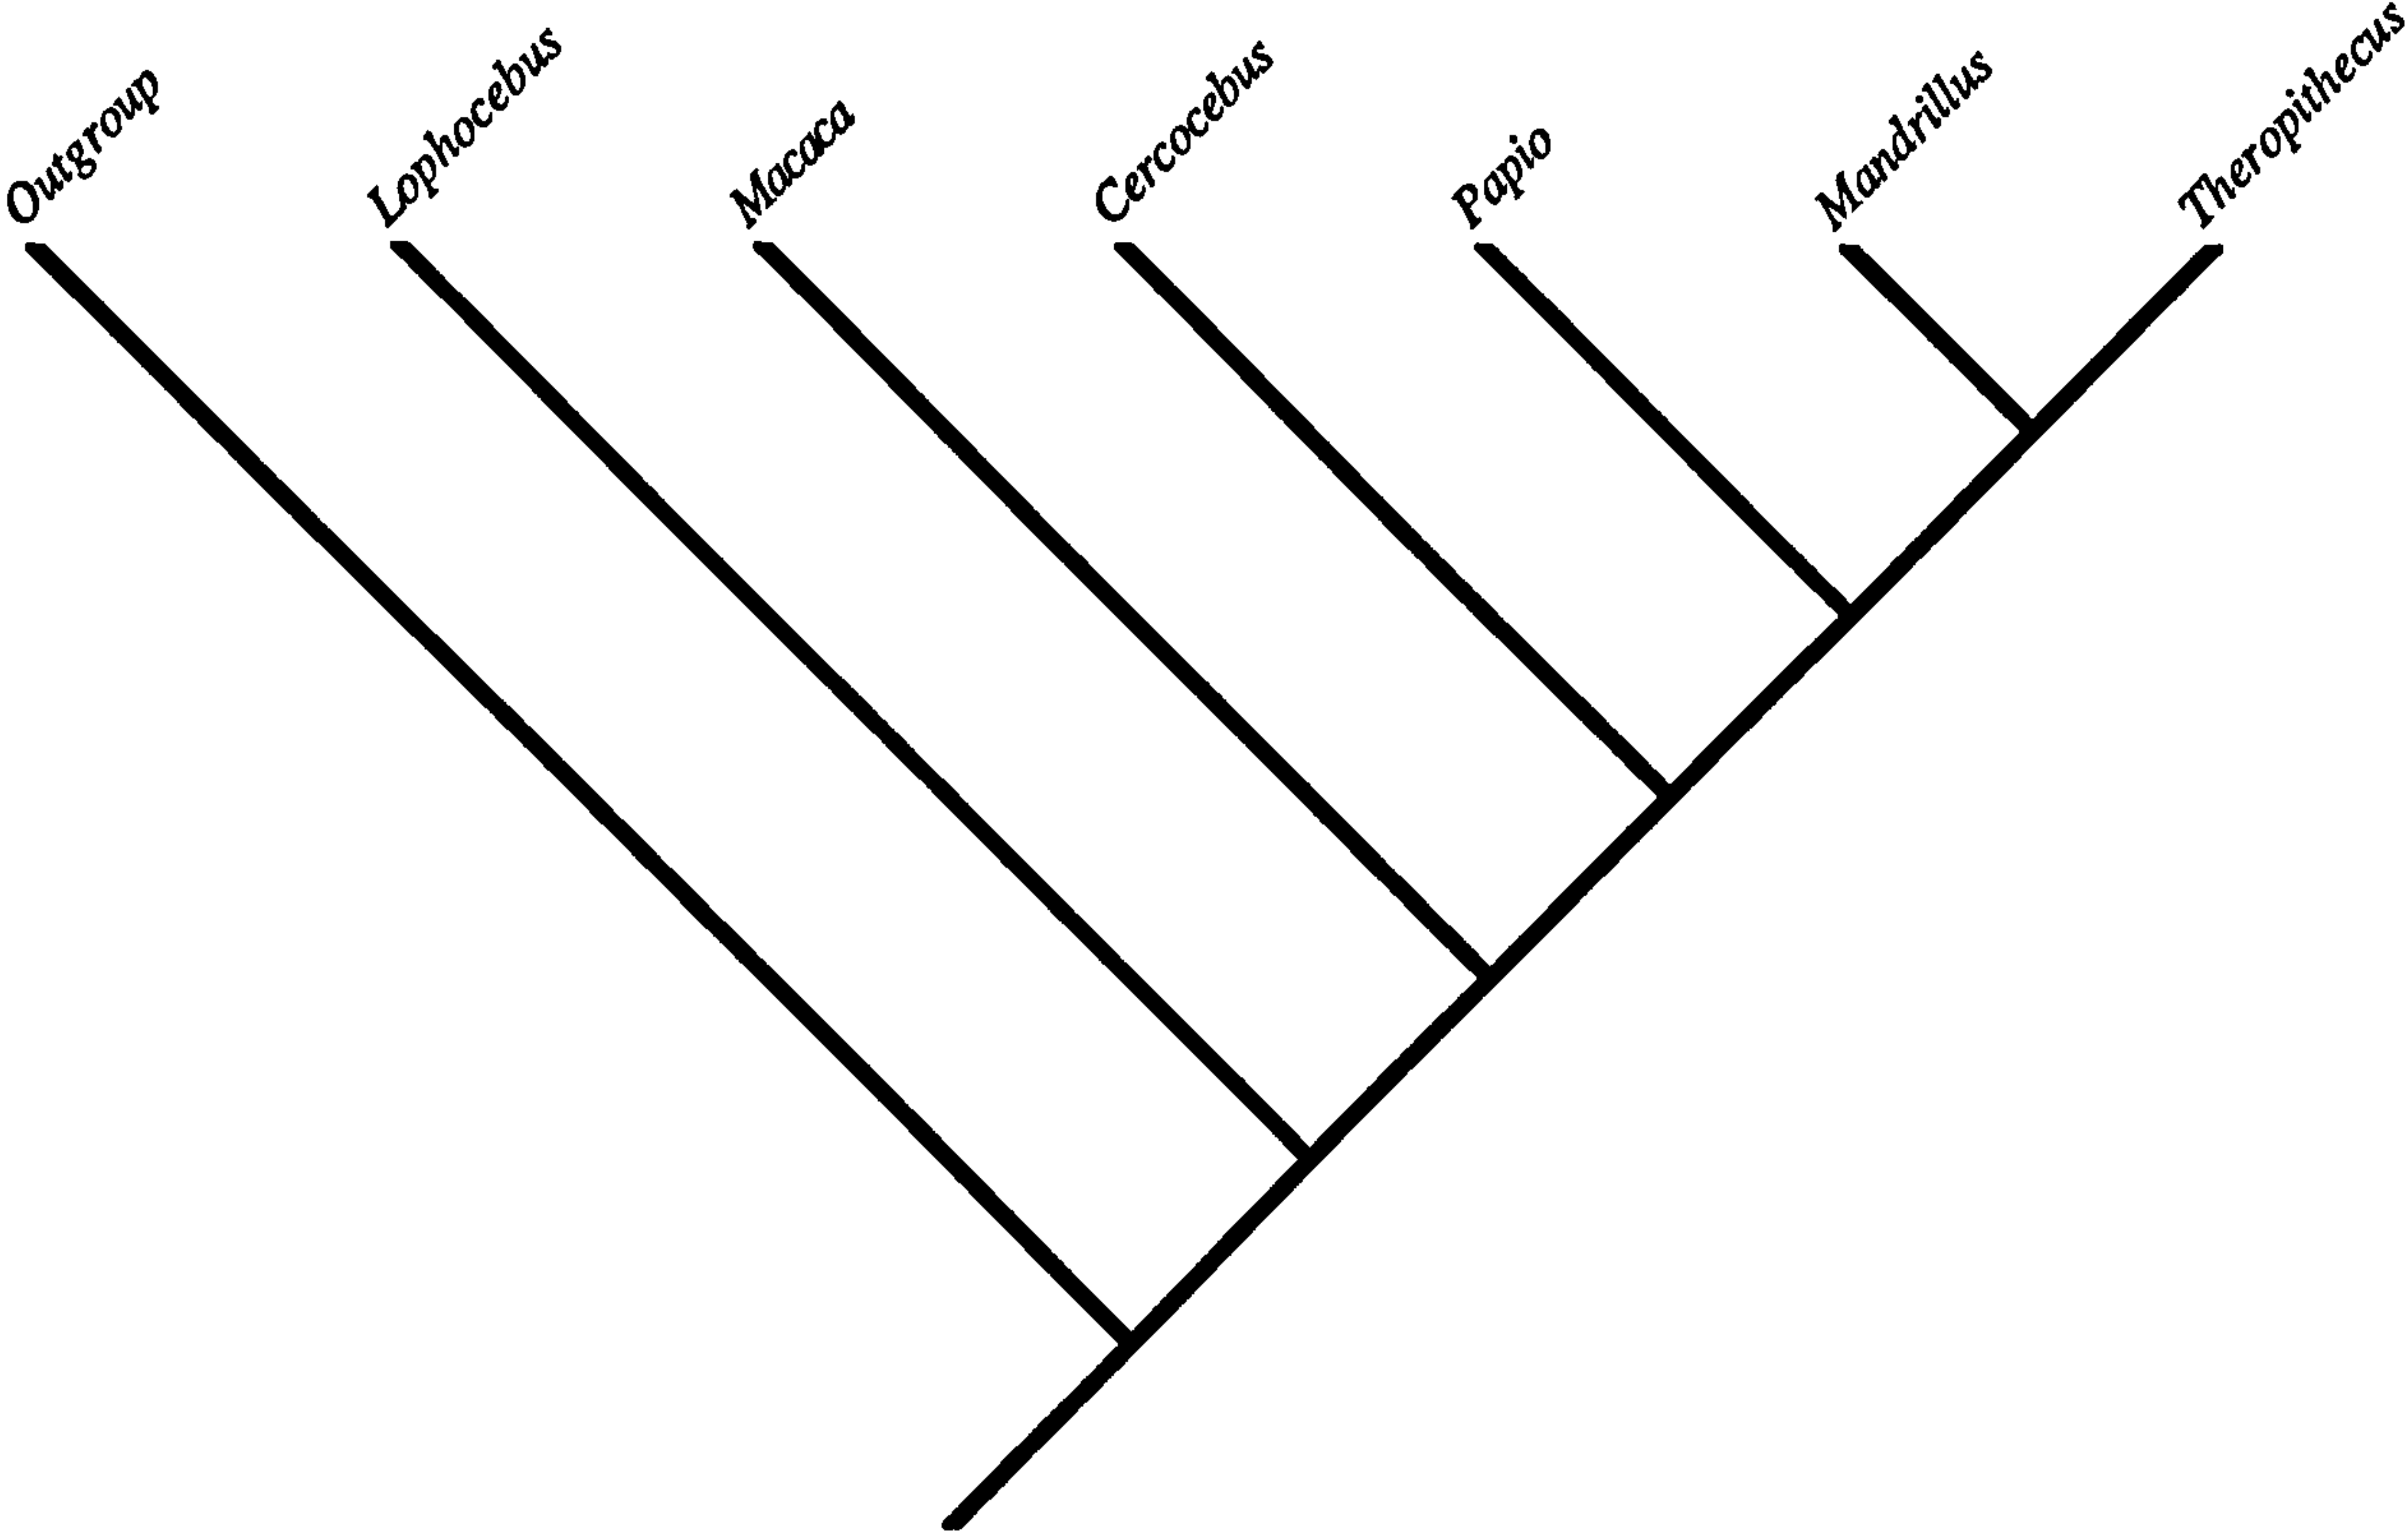 Outgroup
Lophocebus
Macaca
Cercocebus
Papio
Mandrillus
Theropithecus